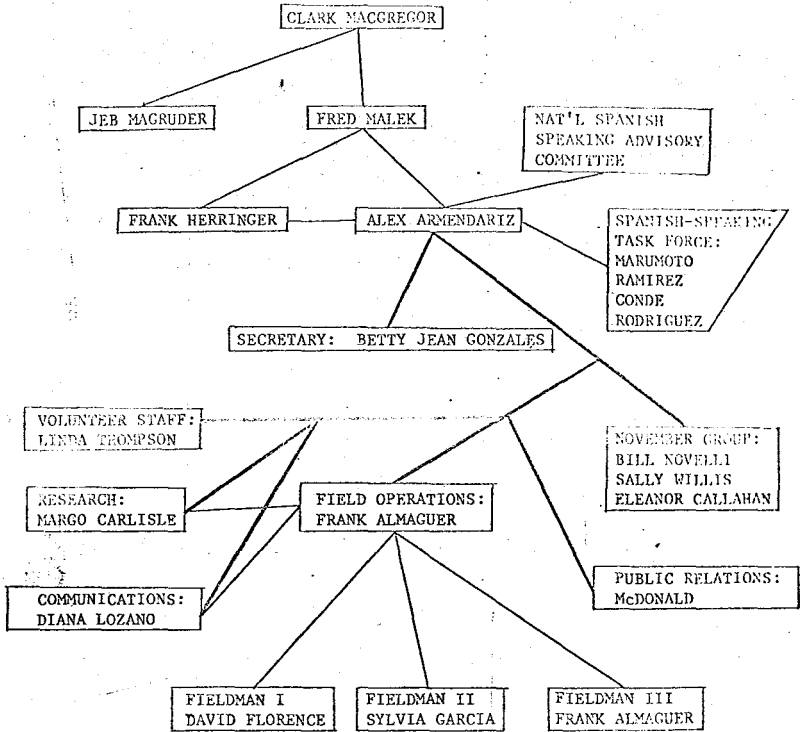 CLARK MACGREGOR
JEB MAGRUDER
FRED MALEK
NAT'L SPANISH
SPEAKING ADVISORY
COMMITTEE
FRANK HERRINGER
ALEX ARMENDARIZ
SPANISH-SPEAKING
TASK FORCE:
MARUMOTO
RAMIREZ
CONDE
RODRIGUEZ
SECRETARY: BETTY JEAN GONZALES
VOLUNTEER STAFF:
LINDA THOMPSON
NOVEMBER GROUP:
BILL NOVELLI
SALLY WILLIS
ELEANOR CALLAHAN
RESEARCH:
MARGO CARLISLE
FIELD OPERATIONS:
FRANK ALMAGUER
PUBLIC RELATIONS:
McDONALD
COMMUNICATIONS:
DIANA LOZANO
FIELDMAN I
DAVID FLORENCE
FIELDMAN II
SYLVIA GARCIA
FIELDMAN III
FRANK ALMAGUER